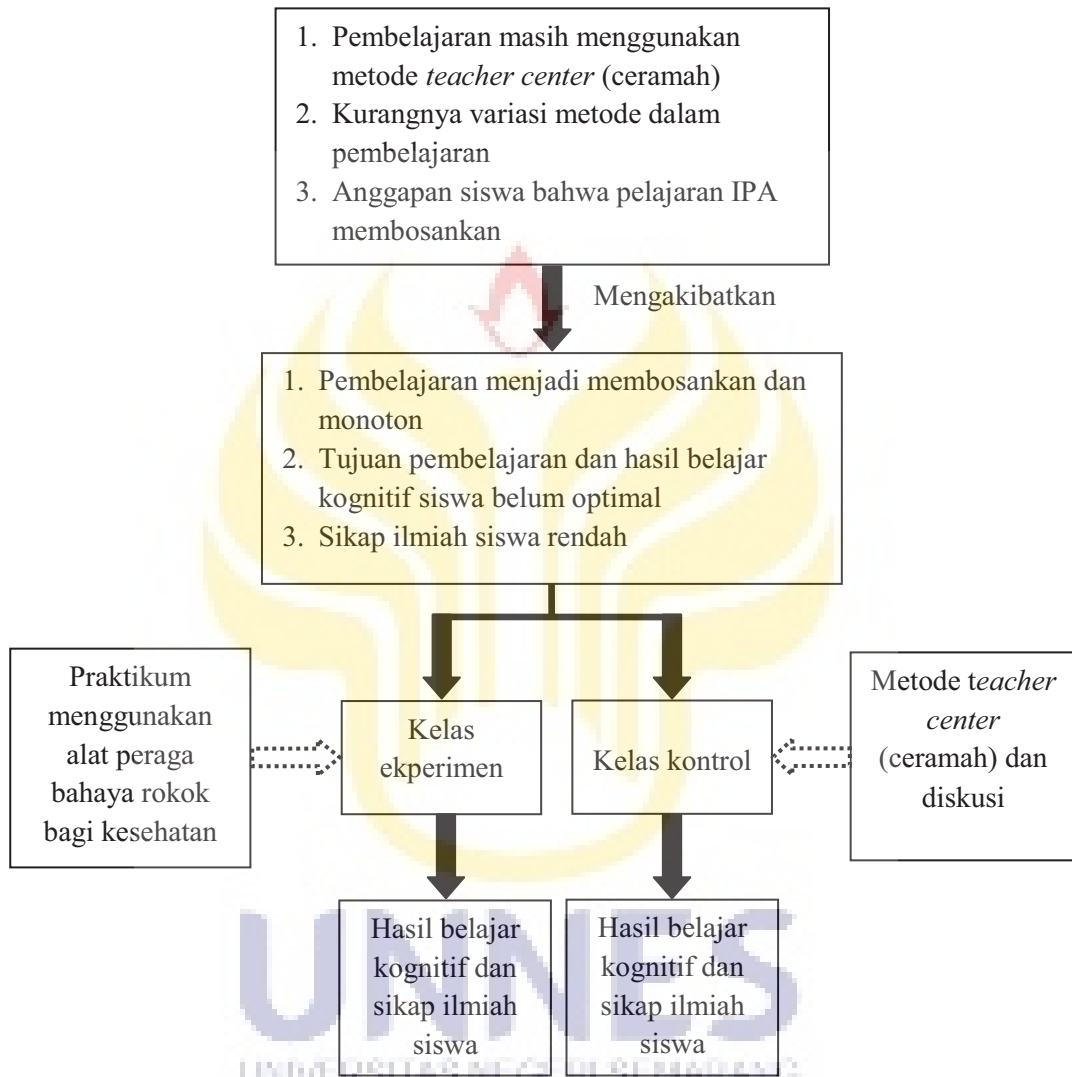 1. Pembelajaran masih menggunakan
metode teacher center (ceramah)
2. Kurangnya variasi metode dalam
pembelajaran
3. Anggapan siswa bahwa pelajaran IPA
membosankan
Mengakibatkan
1. Pembelajaran menjadi membosankan dan
monoton
2. Tujuan pembelajaran dan hasil belajar
kognitif siswa belum optimal
3. Sikap ilmiah siswa rendah
Praktikum
menggunakan
alat peraga
bahaya rokok
bagi kesehatan
Kelas
ekperimen
Kelas kontrol
Metode teacher
center
(ceramah) dan
diskusi
Hasil belajar
kognitif dan
sikap ilmiah
siswa
Hasil belajar
kognitif dan
sikap ilmiah
siswa
UNNES